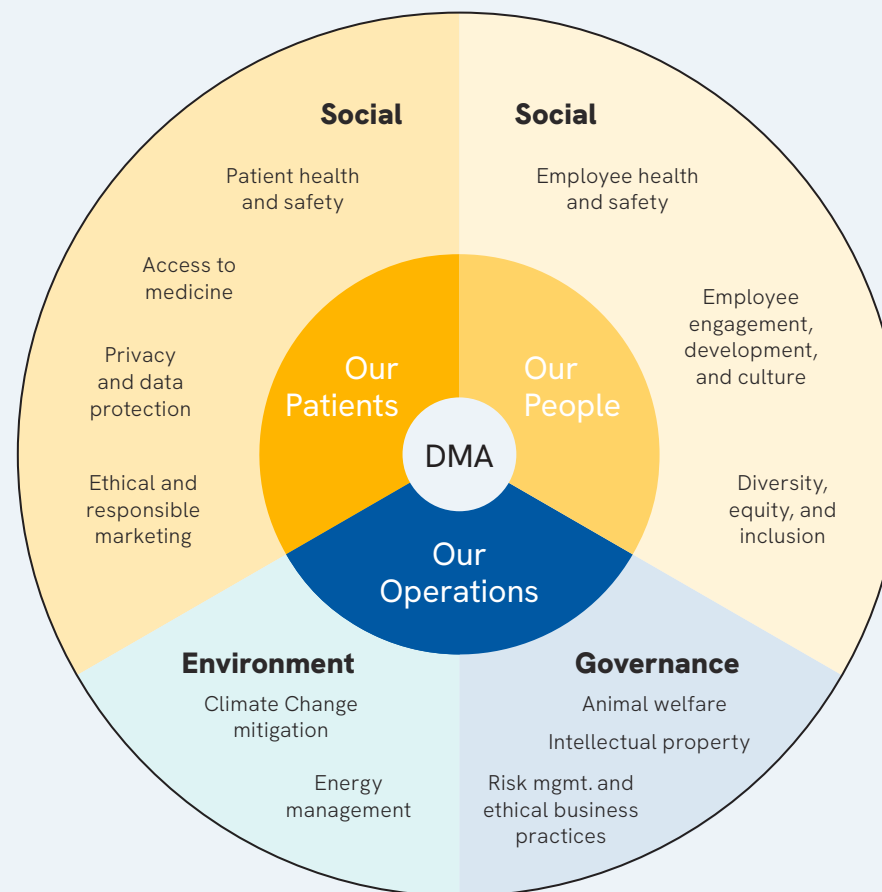 Social
Patient health
and safety
Access to
medicine
Privacy
and data
protection
Ethical and
responsible
marketing
Social
Employee health
and safety
Employee
engagement,
development,
and culture
Diversity,
equity, and
inclusion
Our
Patients
Our
People
DMA
Our
Operations
Environment
Climate Change
mitigation
Energy
management
Governance
Animal welfare
Intellectual property
Risk mgmt. and
ethical business
practices